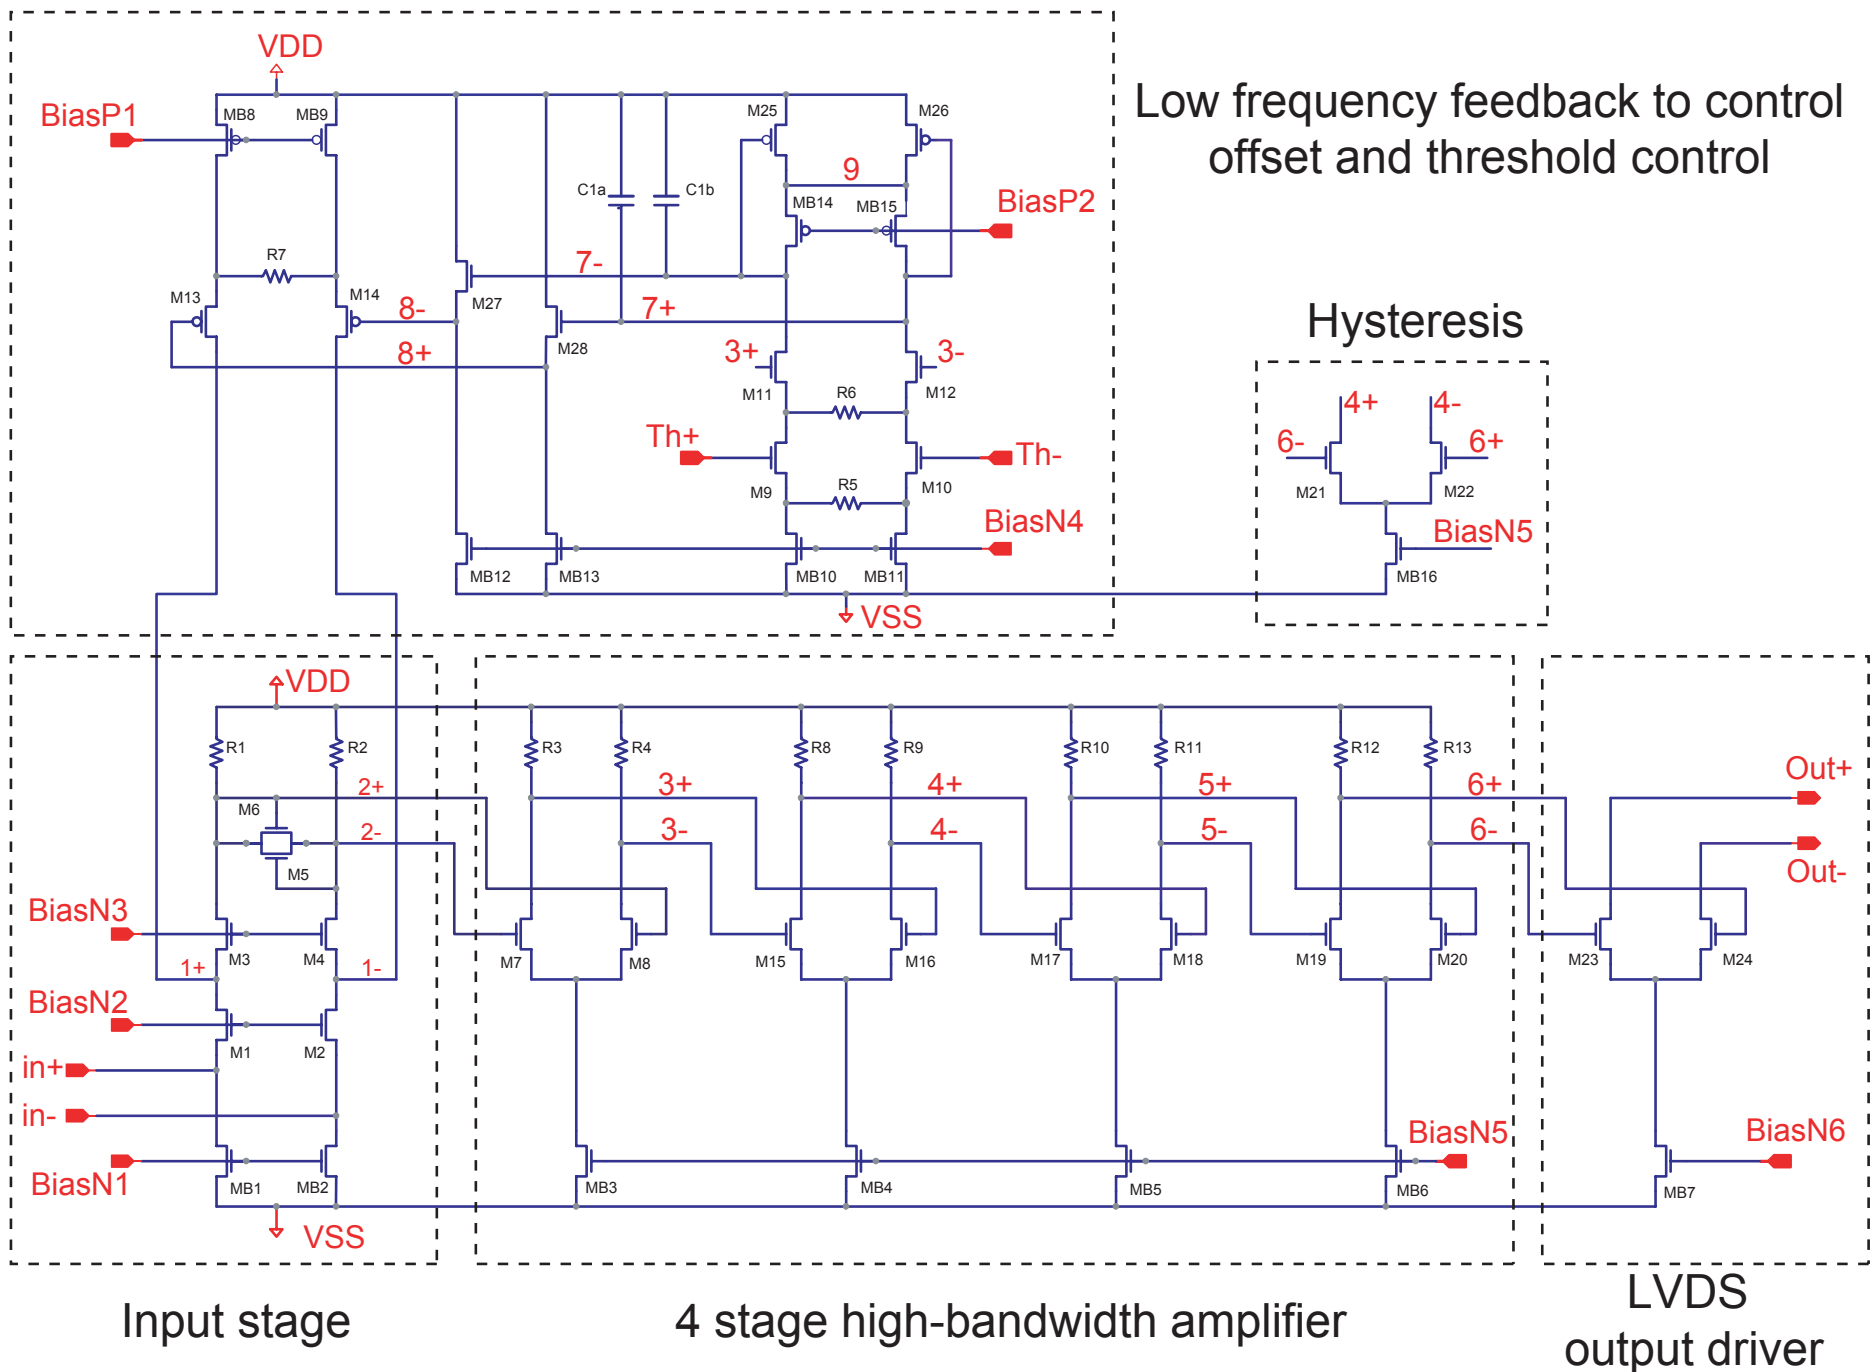 VDD
BiasP1
MB8
MB9
M25
M26
Low frequency feedback to control
offset and threshold control
9
C1a
C1b
MB14
MB15
BiasP2
R7
7-
M13
M14
8-
M27
7+
8+
M28
3+
3-
M11
M12
R6
Th+
Th-
M9
M10
R5
BiasN4
MB12
MB13
MB10
MB11
VSS
Hysteresis
4+
4-
6-
6+
M21
M22
BiasN5
MB16
VDD
R1
R2
R3
R4
R8
R9
R10
R11
R12
R13
M6
2+
2-
M5
3+
3-
4+
4-
5+
5-
6+
6-
Out+
Out-
BiasN3
M3
M4
1+
1-
M7
M8
M15
M16
M17
M18
M19
M20
M23
M24
BiasN2
M1
M2
in+
in-
BiasN1
MB1
MB2
MB3
MB4
MB5
MB6
BiasN5
BiasN6
MB7
VSS
Input stage
4 stage high-bandwidth amplifier
LVDS
output driver